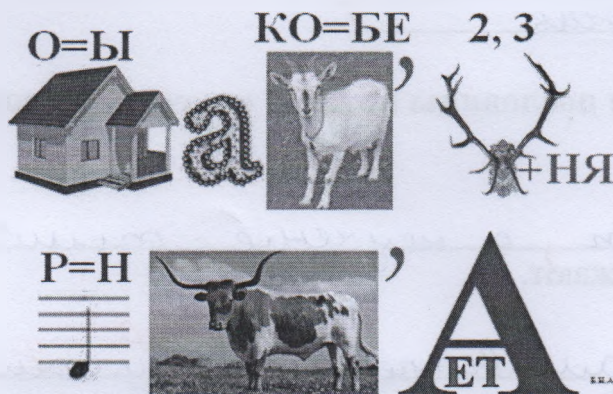 О=Ы КО=БЕ 2, 3
а ,
+НЯ
Р=Н ,
А
ЕТ